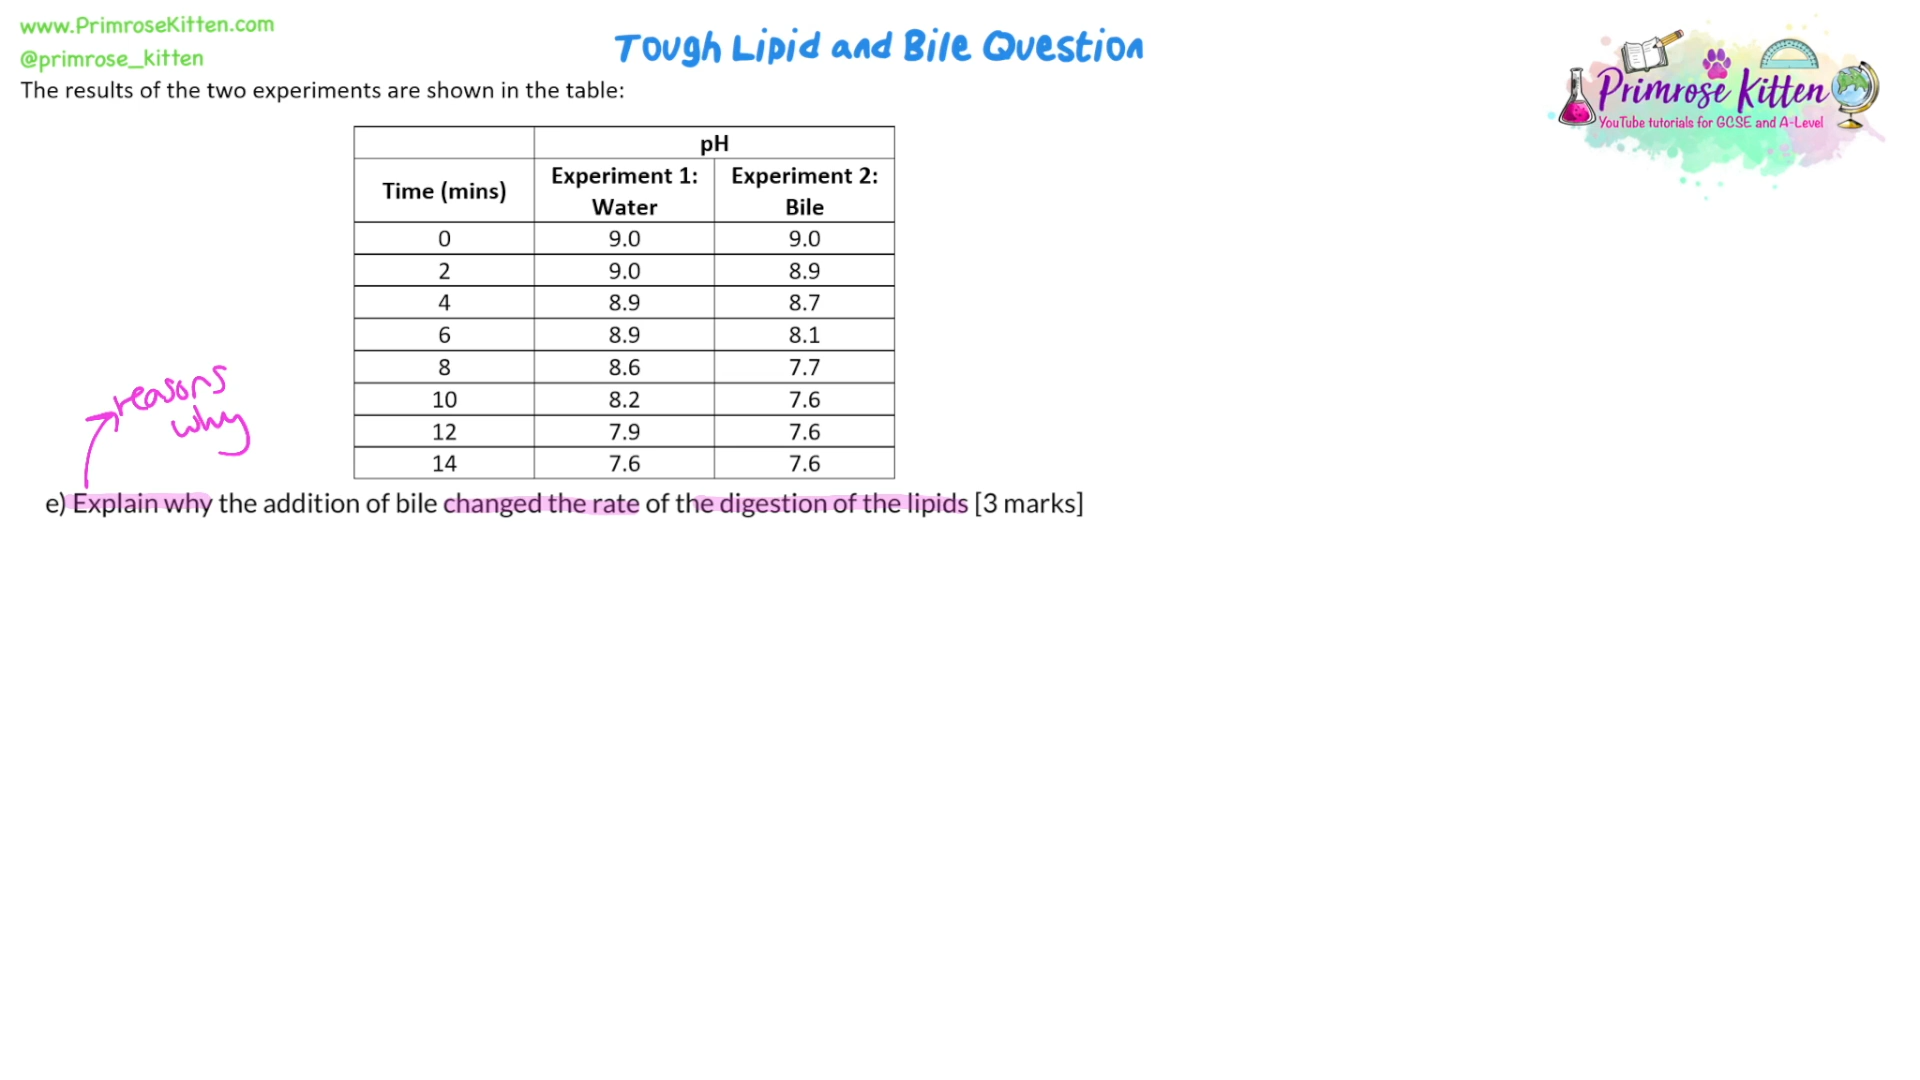 www.PrimroseKitten.com
@primrose_kitten
Tough Lipid and Bile Question
Primrose Kitten
YouTube tutorials for GCSE and A-Level
The results of the two experiments are shown in the table:
pH
Time (mins) Experiment 1: Water Experiment 2: Bile
0 9.0 9.0
2 9.0 8.9
4 8.9 8.7
6 8.9 8.1
8 8.6 7.7
10 8.2 7.6
12 7.9 7.6
14 7.6 7.6
reasons
why
e) Explain why the addition of bile changed the rate of the digestion of the lipids [3 marks]